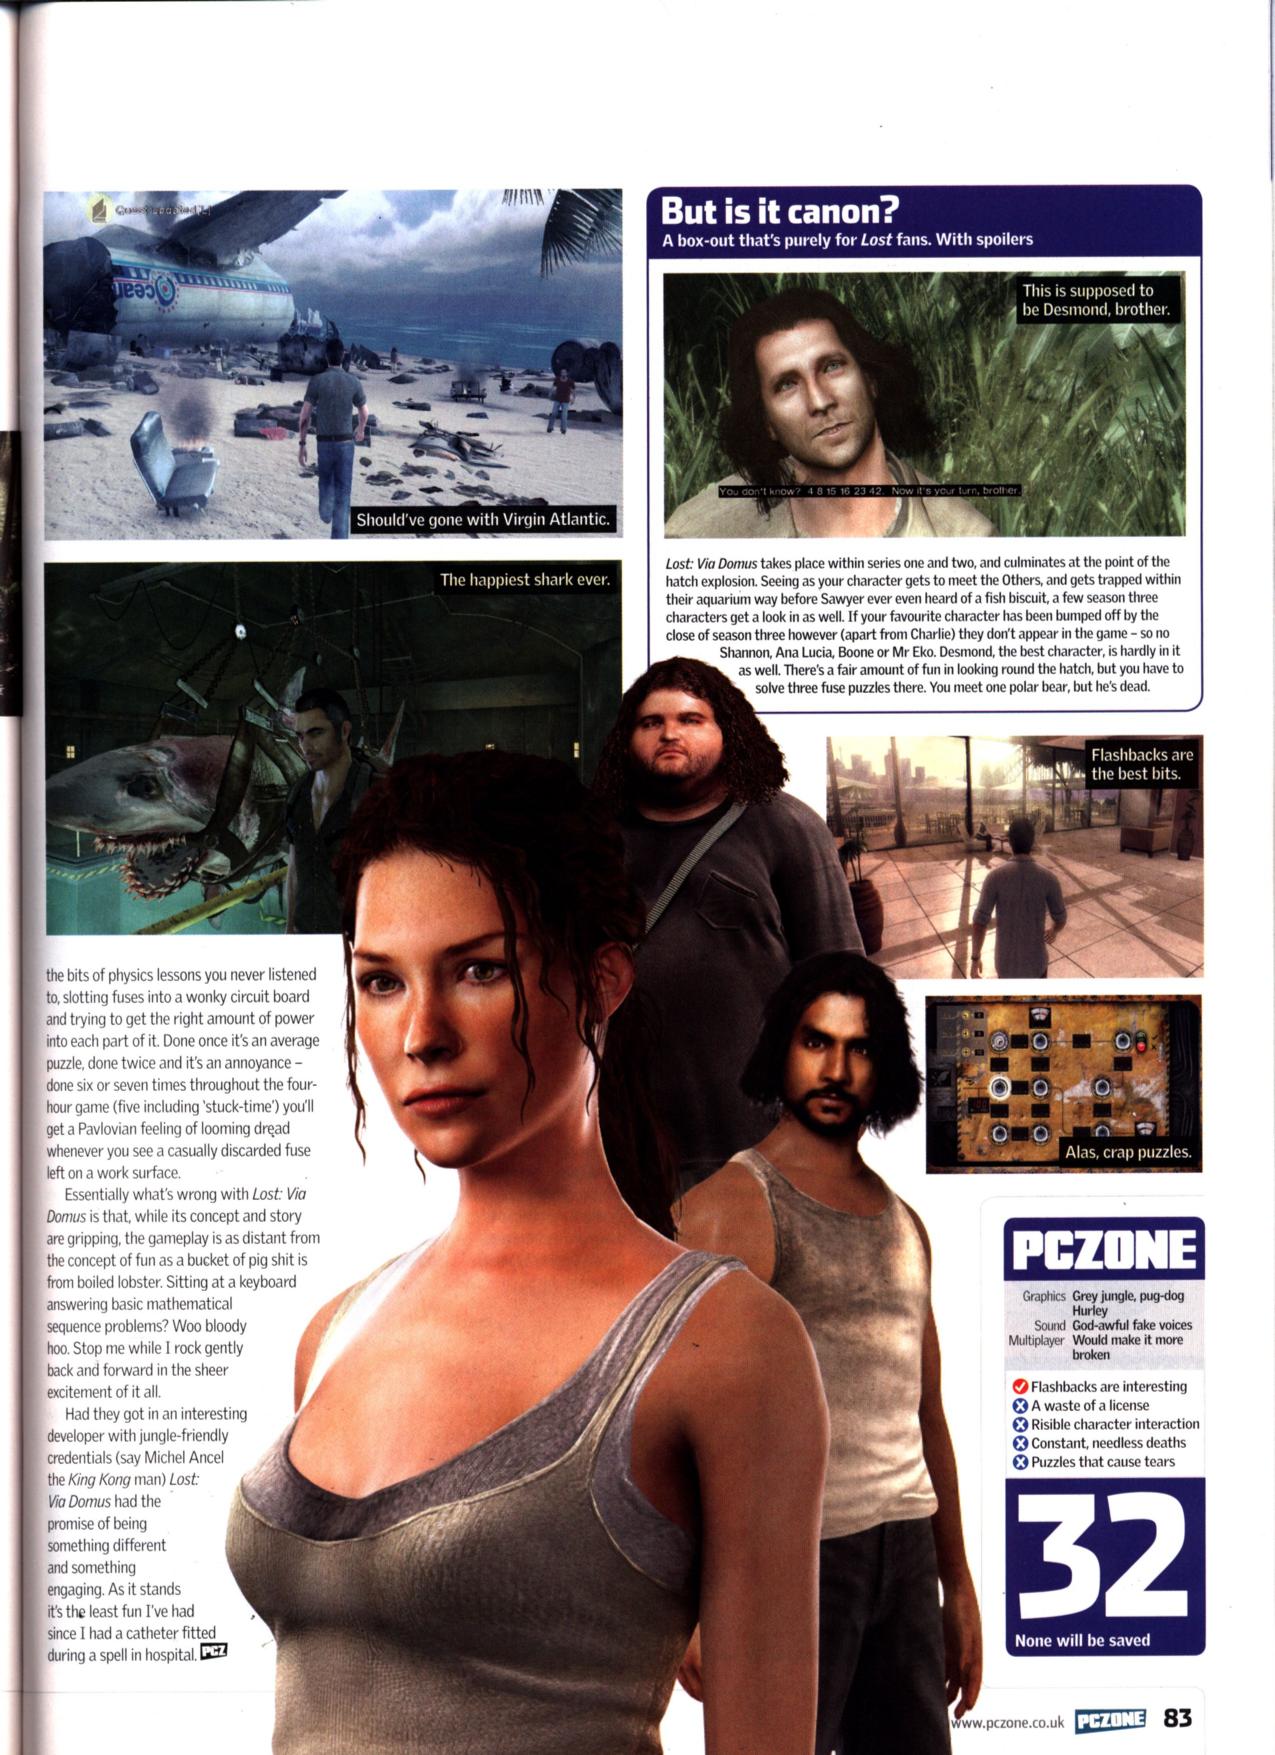 Quest updated [L]
Should've gone with Virgin Atlantic.
The happiest shark ever.
But is it canon?
A box-out that's purely for Lost fans. With spoilers
This is supposed to
be Desmond, brother.
You don't know? 4 8 15 16 23 42. Now it's your turn, brother.
Lost: Via Domus takes place within series one and two, and culminates at the point of the
hatch explosion. Seeing as your character gets to meet the Others, and gets trapped within
their aquarium way before Sawyer ever even heard of a fish biscuit, a few season three
characters get a look in as well. If your favourite character has been bumped off by the
close of season three however (apart from Charlie) they don't appear in the game – so no
Shannon, Ana Lucia, Boone or Mr Eko. Desmond, the best character, is hardly in it
as well. There's a fair amount of fun in looking round the hatch, but you have to
solve three fuse puzzles there. You meet one polar bear, but he's dead.
Flashbacks are
the best bits.
Alas, crap puzzles.
the bits of physics lessons you never listened
to, slotting fuses into a wonky circuit board
and trying to get the right amount of power
into each part of it. Done once it's an average
puzzle, done twice and it's an annoyance –
done six or seven times throughout the four-
hour game (five including 'stuck-time') you'll
get a Pavlovian feeling of looming dread
whenever you see a casually discarded fuse
left on a work surface.
Essentially what's wrong with Lost: Via
Domus is that, while its concept and story
are gripping, the gameplay is as distant from
the concept of fun as a bucket of pig shit is
from boiled lobster. Sitting at a keyboard
answering basic mathematical
sequence problems? Woo bloody
hoo. Stop me while I rock gently
back and forward in the sheer
excitement of it all.
Had they got in an interesting
developer with jungle-friendly
credentials (say Michel Ancel
the King Kong man) Lost:
Via Domus had the
promise of being
something different
and something
engaging. As it stands
it's the least fun I've had
since I had a catheter fitted
during a spell in hospital. PCZ
PCZONE
Graphics Grey jungle, pug-dog
Hurley
Sound God-awful fake voices
Multiplayer Would make it more
broken
Flashbacks are interesting
A waste of a license
Risible character interaction
Constant, needless deaths
Puzzles that cause tears
32
None will be saved
www.pczone.co.uk PCZONE 83